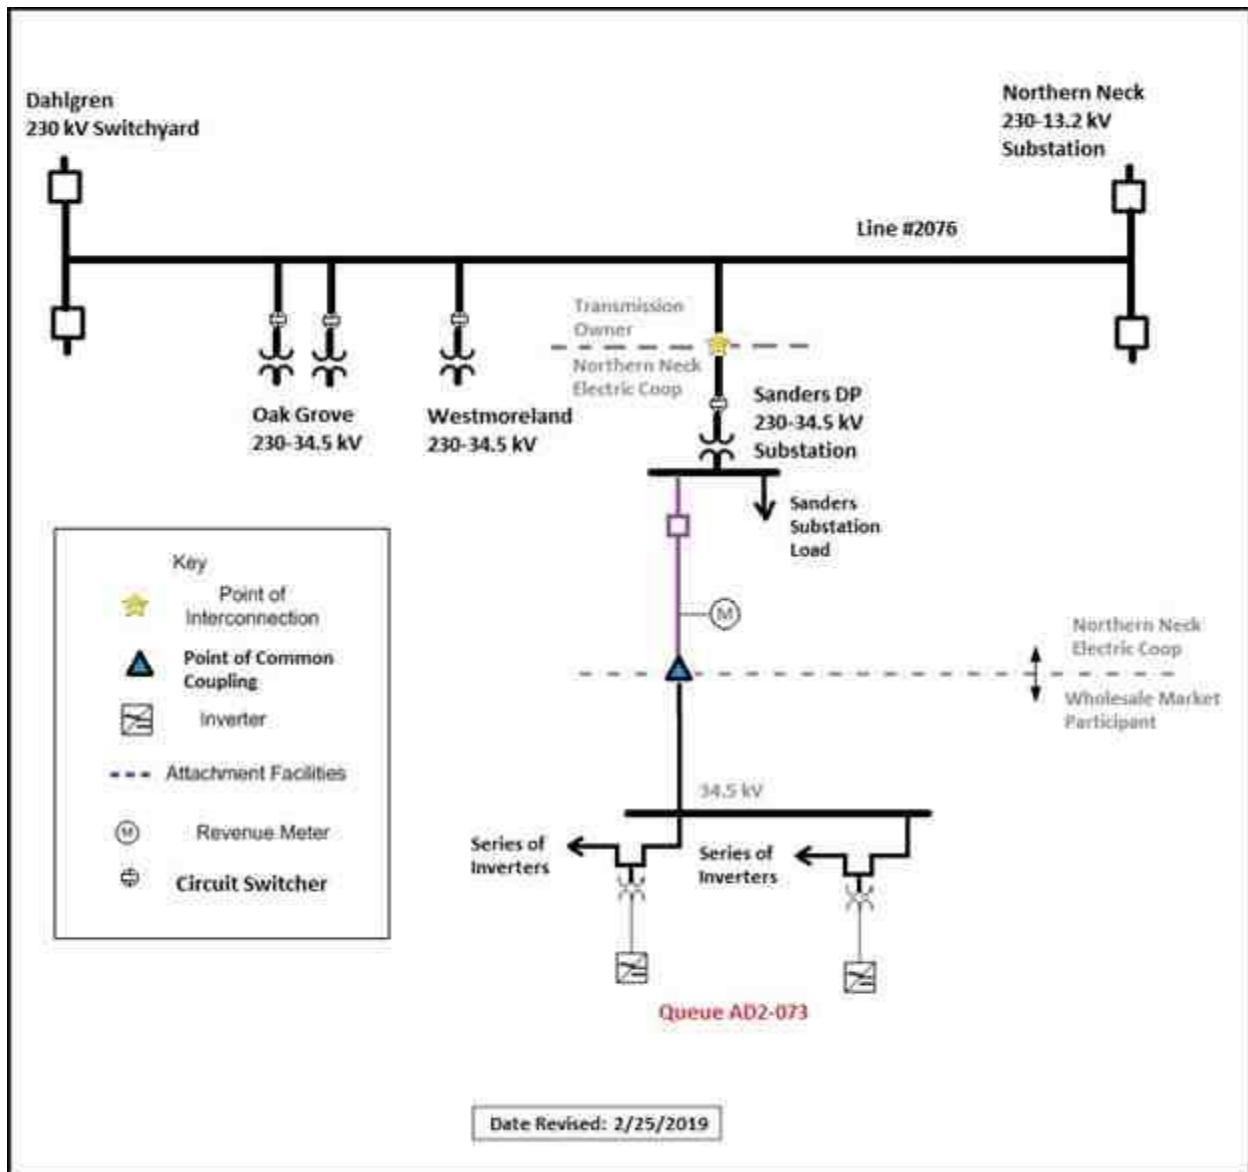 Dahlgren
230 kV Switchyard
Northern Neck
230-13.2 kV
Substation
Line #2076
Transmission
Owner
Northern Neck
Electric Coop
Oak Grove
230-34.5 kV
Westmoreland
230-34.5 kV
Sanders DP
230-34.5 kV
Substation
Sanders
Substation
Load
M
Northern Neck
Electric Coop
Wholesale Market
Participant
34.5 kV
Series of
Inverters
Series of
Inverters
Queue AD2-073
Key
Point of
Interconnection
Point of Common
Coupling
Inverter
Attachment Facilities
M
Revenue Meter
Circuit Switcher
Date Revised: 2/25/2019